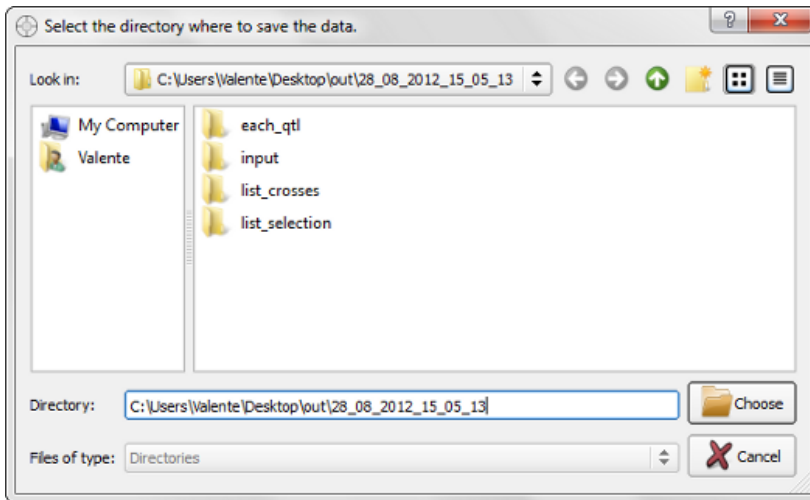 Select the directory where to save the data.
Look in:
C:\Users\Valente\Desktop\out\28_08_2012_15_05_13
My Computer
Valente
each_qtl
input
list_crosses
list_selection
Directory:
C:\Users\Valente\Desktop\out\28_08_2012_15_05_13
Choose
Files of type:
Directories
Cancel